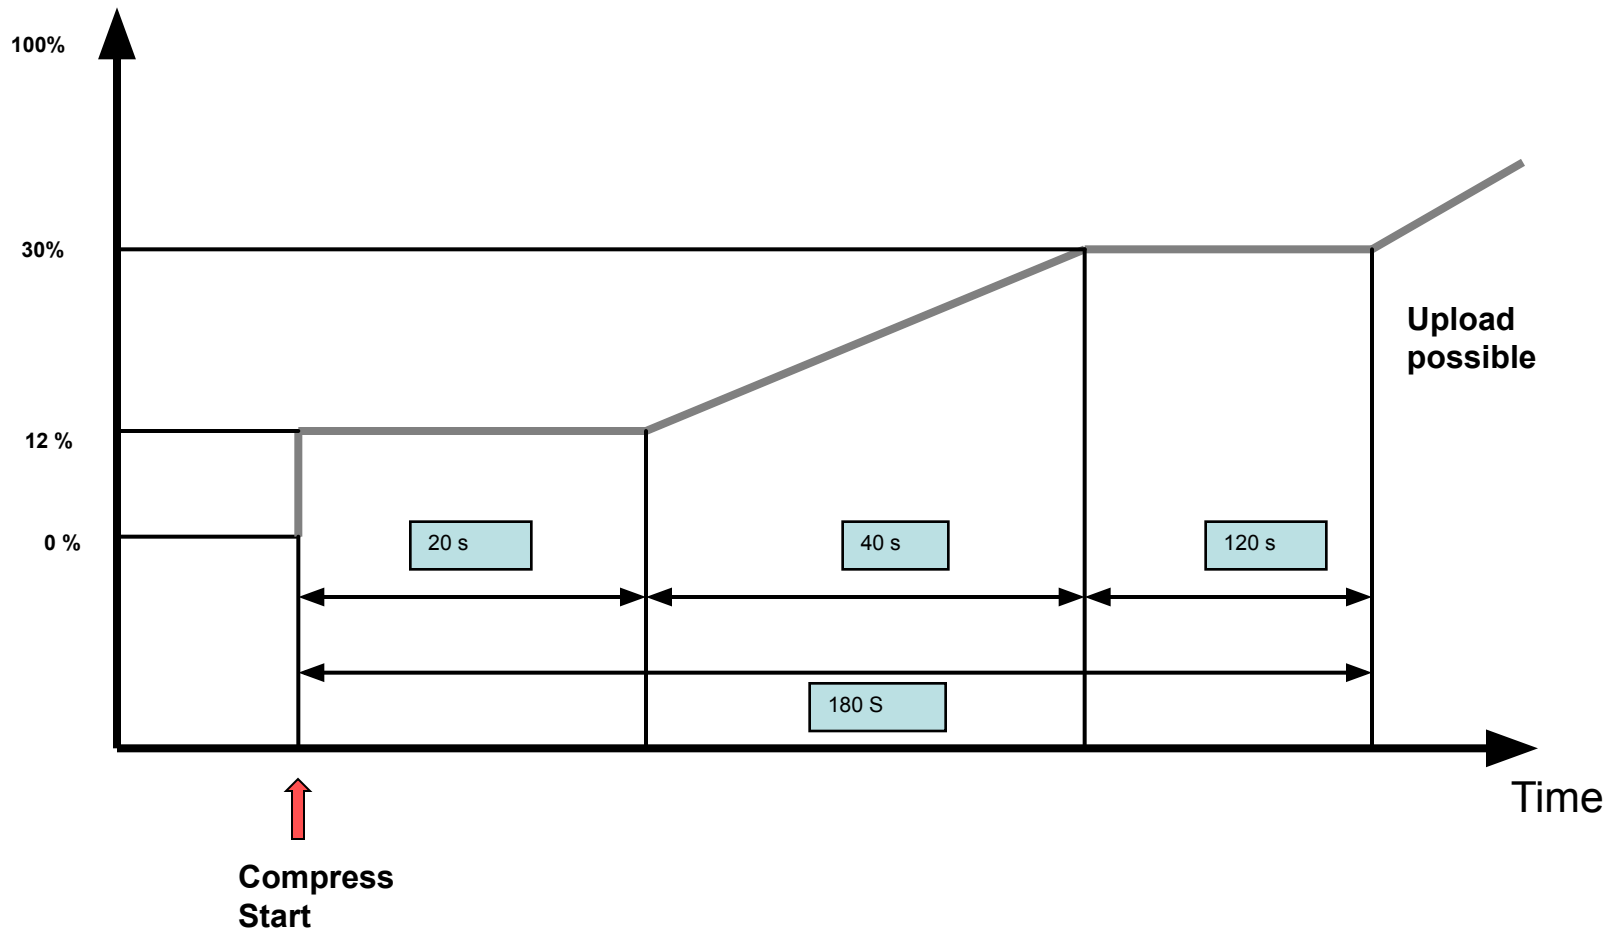 100%
30%
Upload
possible
12 %
0 %
20 s
40 s
120 s
180 S
Time
Compress
Start